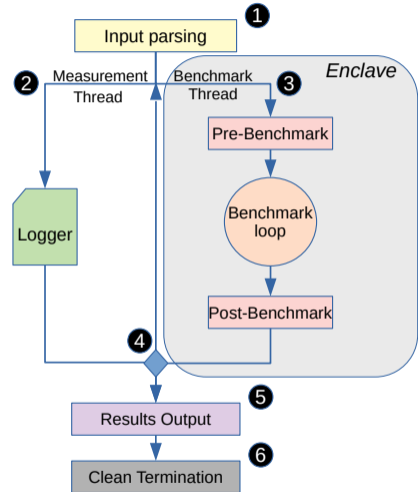 1
Input parsing
Enclave
2
Measurement
Thread
Benchmark
Thread
3
Pre-Benchmark
Logger
Benchmark
loop
Post-Benchmark
4
5
Results Output
6
Clean Termination